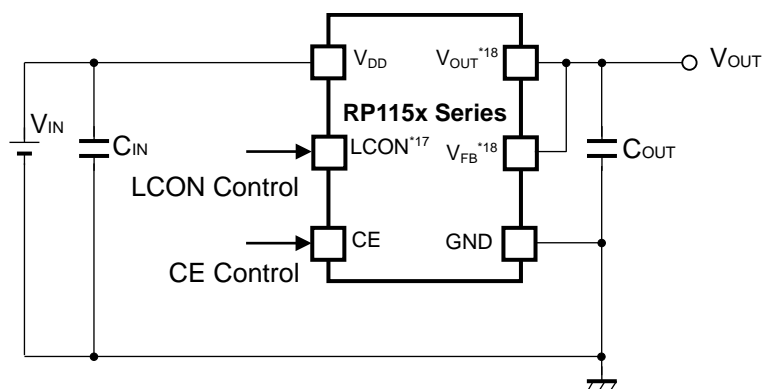 VDD
VOUT*18
VOUT
RP115x Series
VIN
CIN
LCON*17
VFB*18
COUT
LCON Control
CE
GND
CE Control